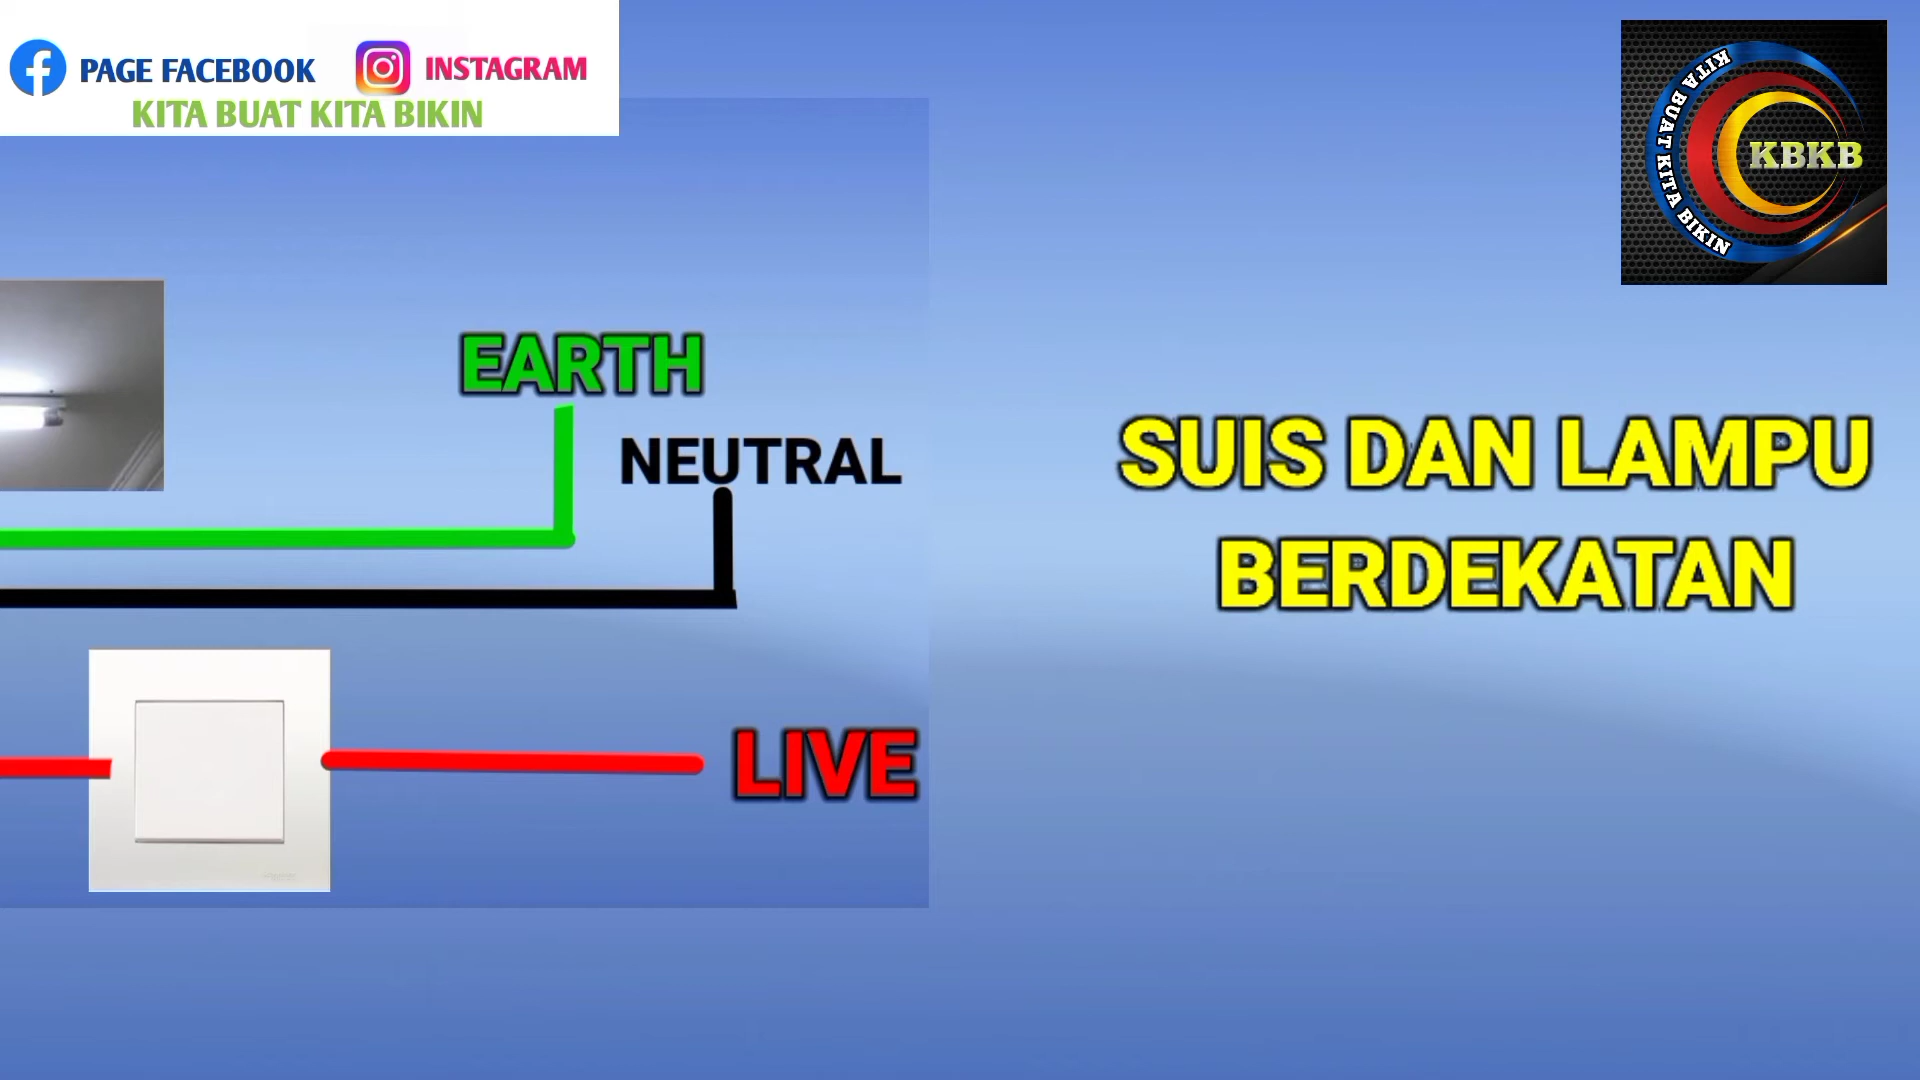 PAGE FACEBOOK INSTAGRAM
KITA BUAT KITA BIKIN
KITA BUAT KITA BIKIN
KBKB
EARTH
NEUTRAL
SUIS DAN LAMPU
BERDEKATAN
LIVE